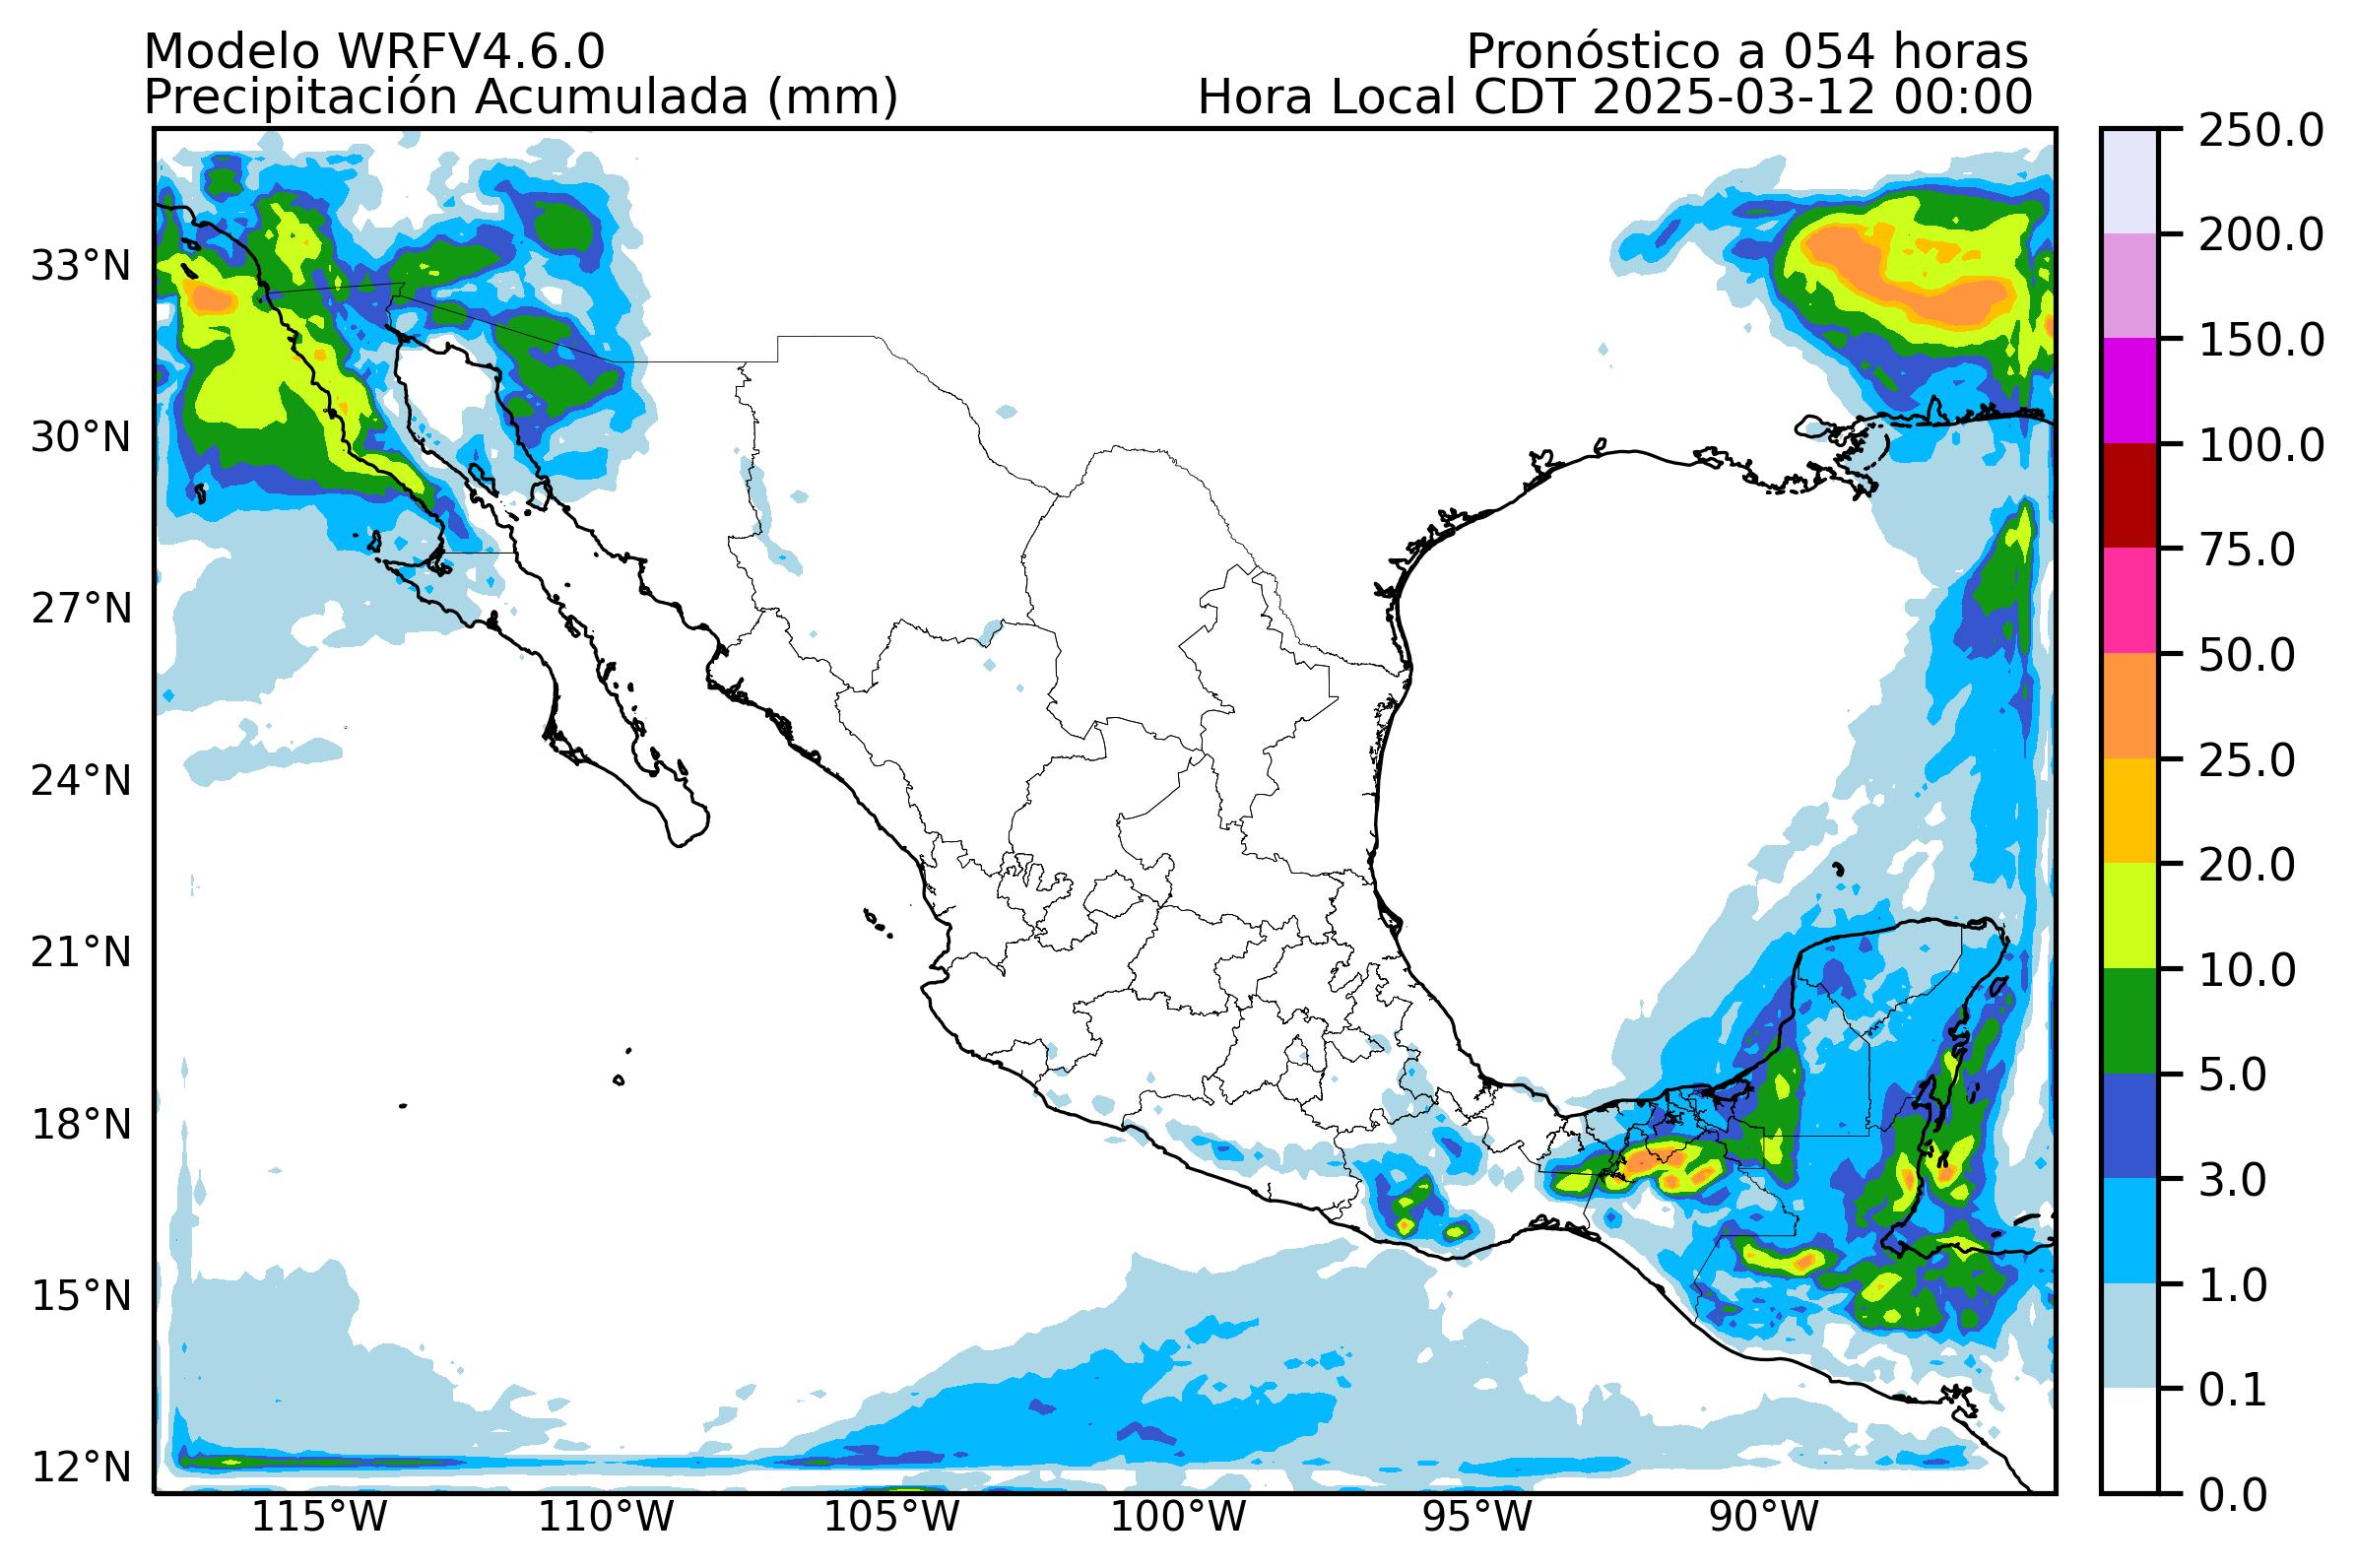 Modelo WRFV4.6.0
Pronóstico a 054 horas
Precipitación Acumulada (mm)
Hora Local CDT 2025-03-12 00:00
33°N
30°N
27°N
24°N
21°N
18°N
15°N
12°N
115°W
110°W
105°W
100°W
95°W
90°W
250.0
200.0
150.0
100.0
75.0
50.0
25.0
20.0
10.0
5.0
3.0
1.0
0.1
0.0